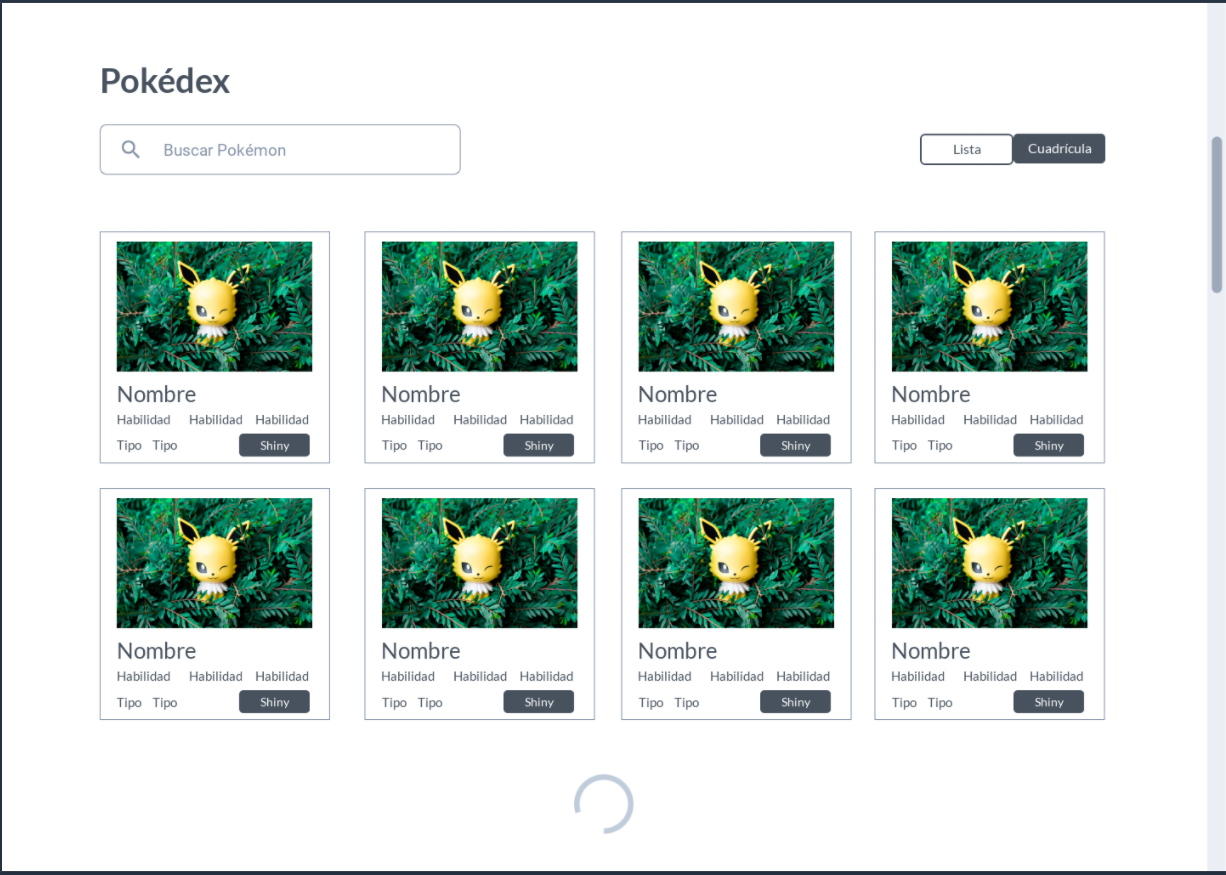 Pokédex
Buscar Pokémon
Lista Cuadrícula
Nombre Nombre Nombre Nombre
Habilidad Habilidad Habilidad Habilidad Habilidad Habilidad Habilidad Habilidad Habilidad Habilidad Habilidad Habilidad
Tipo Tipo Shiny Tipo Tipo Shiny Tipo Tipo Shiny Tipo Tipo Shiny
Nombre Nombre Nombre Nombre
Habilidad Habilidad Habilidad Habilidad Habilidad Habilidad Habilidad Habilidad Habilidad Habilidad Habilidad Habilidad
Tipo Tipo Shiny Tipo Tipo Shiny Tipo Tipo Shiny Tipo Tipo Shiny